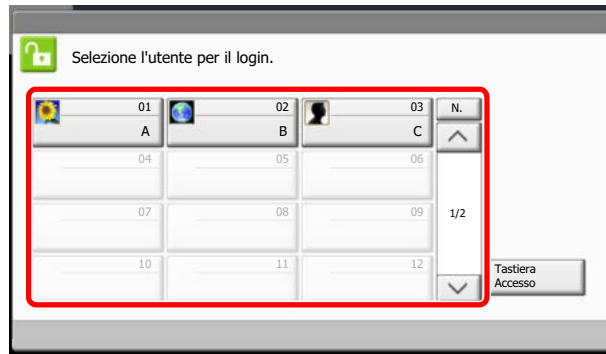 Selezione l'utente per il login.
01 02 03 N.
A B C
04 05 06
07 08 09 1/2
10 11 12
Tastiera
Accesso